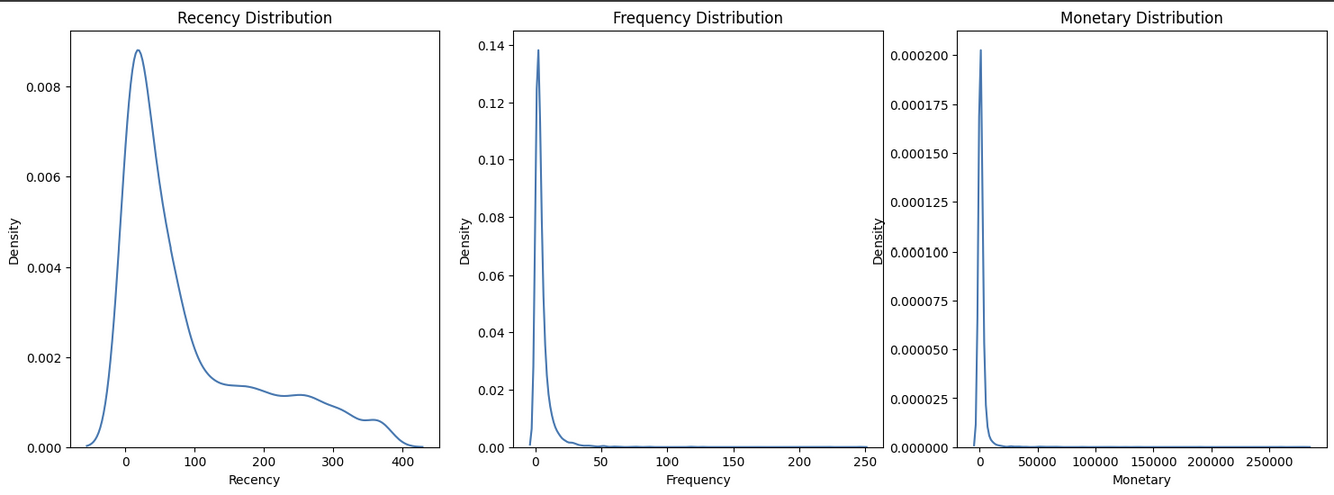 Recency Distribution
0.008
0.006
0.004
0.002
0.000
Density
0 100 200 300 400
Recency
Frequency Distribution
0.14
0.12
0.10
0.08
0.06
0.04
0.02
0.00
Density
0 50 100 150 200 250
Frequency
Monetary Distribution
0.000200
0.000175
0.000150
0.000125
0.000100
0.000075
0.000050
0.000025
0.000000
Density
0 50000 100000 150000 200000 250000
Monetary